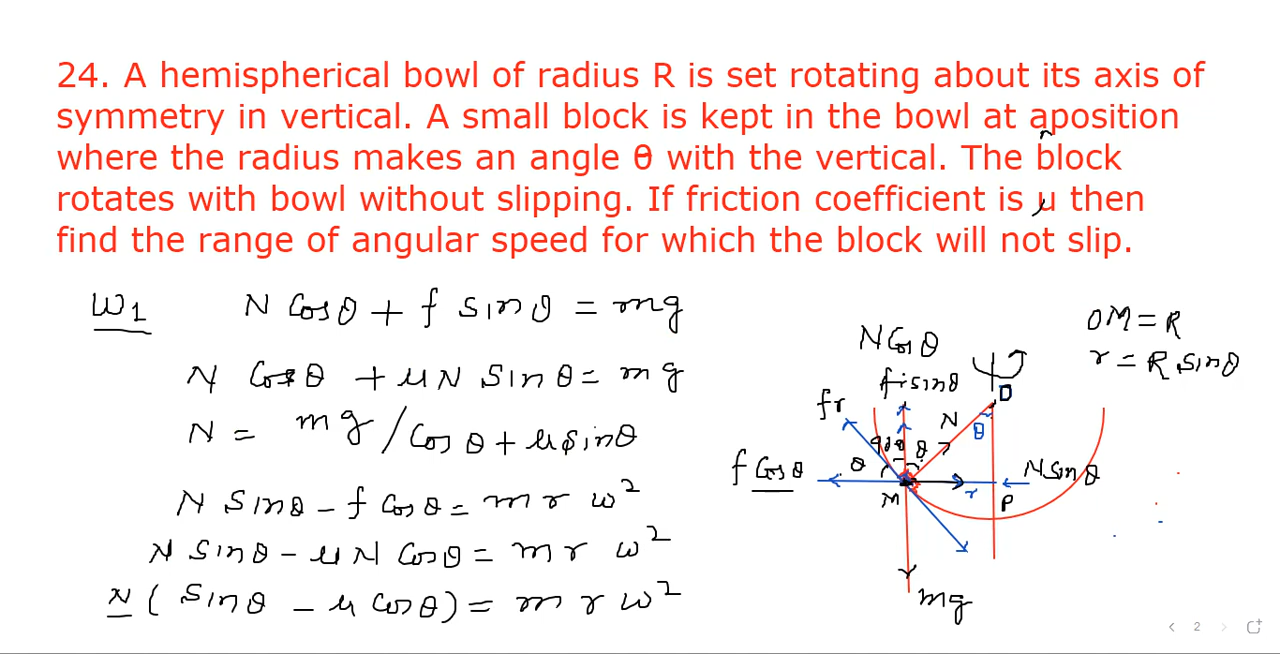 24. A hemispherical bowl of radius R is set rotating about its axis of
symmetry in vertical. A small block is kept in the bowl at aposition
where the radius makes an angle θ with the vertical. The block
rotates with bowl without slipping. If friction coefficient is μ then
find the range of angular speed for which the block will not slip.
W1
N Cosθ + f sinθ = mg
N Cosθ + μN Sinθ = mg
N = mg / Cosθ + μsinθ
N Sinθ - f Cosθ = m r ω²
N Sinθ - μ N Cosθ = m r ω²
N ( Sinθ - μ Cosθ ) = m r ω²
OM = R
r = R sinθ
N Cosθ
f sinθ
fr
N
O
θ
90-θ
θ
θ
f Cosθ
N Sinθ
M
r
P
mg
2